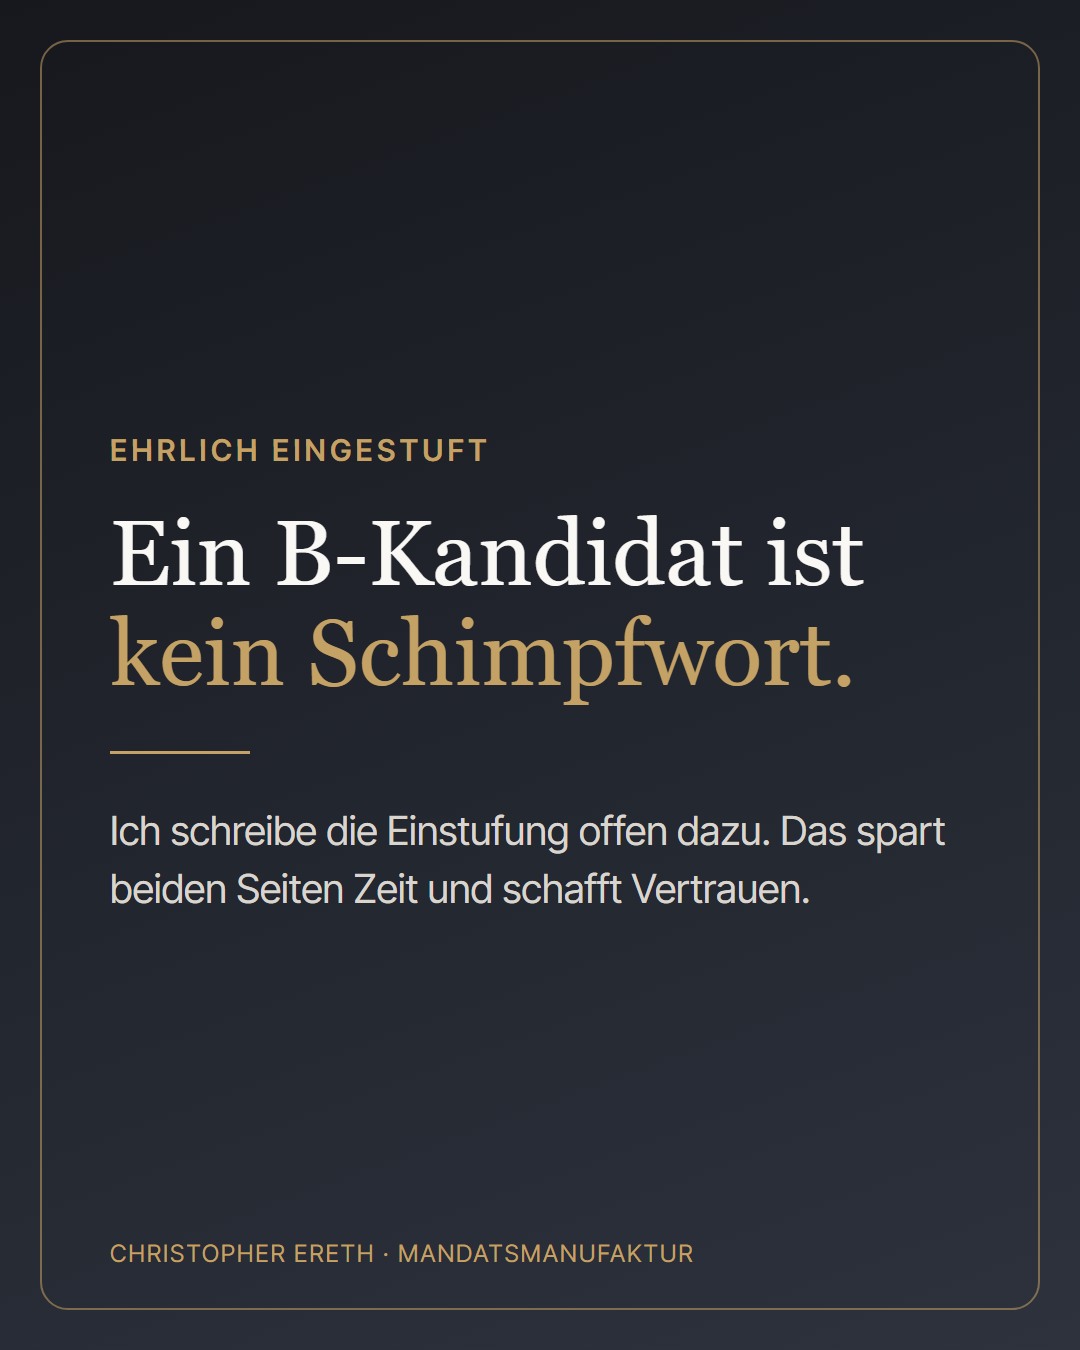 EHRLICH EINGESTUFT
Ein B-Kandidat ist
kein Schimpfwort.
Ich schreibe die Einstufung offen dazu. Das spart
beiden Seiten Zeit und schafft Vertrauen.
CHRISTOPHER ERETH · MANDATSMANUFAKTUR